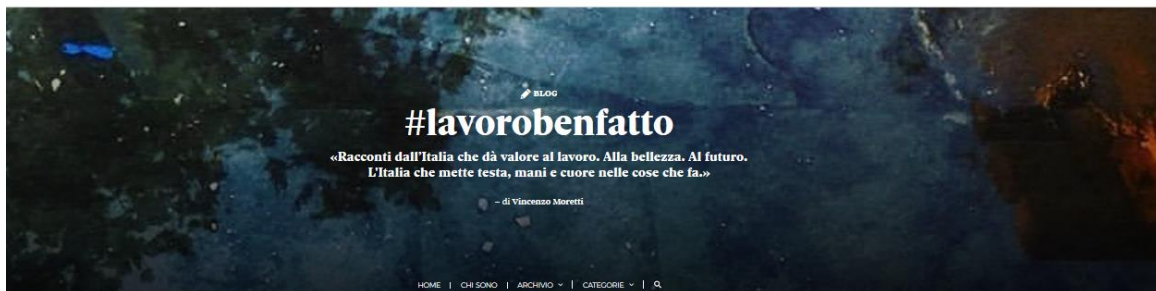 BLOG
#lavorobenfatto
«Racconti dall'Italia che dà valore al lavoro. Alla bellezza. Al futuro.
L'Italia che mette testa, mani e cuore nelle cose che fa.»
– di Vincenzo Moretti
HOME | CHI SONO | ARCHIVIO | CATEGORIE |